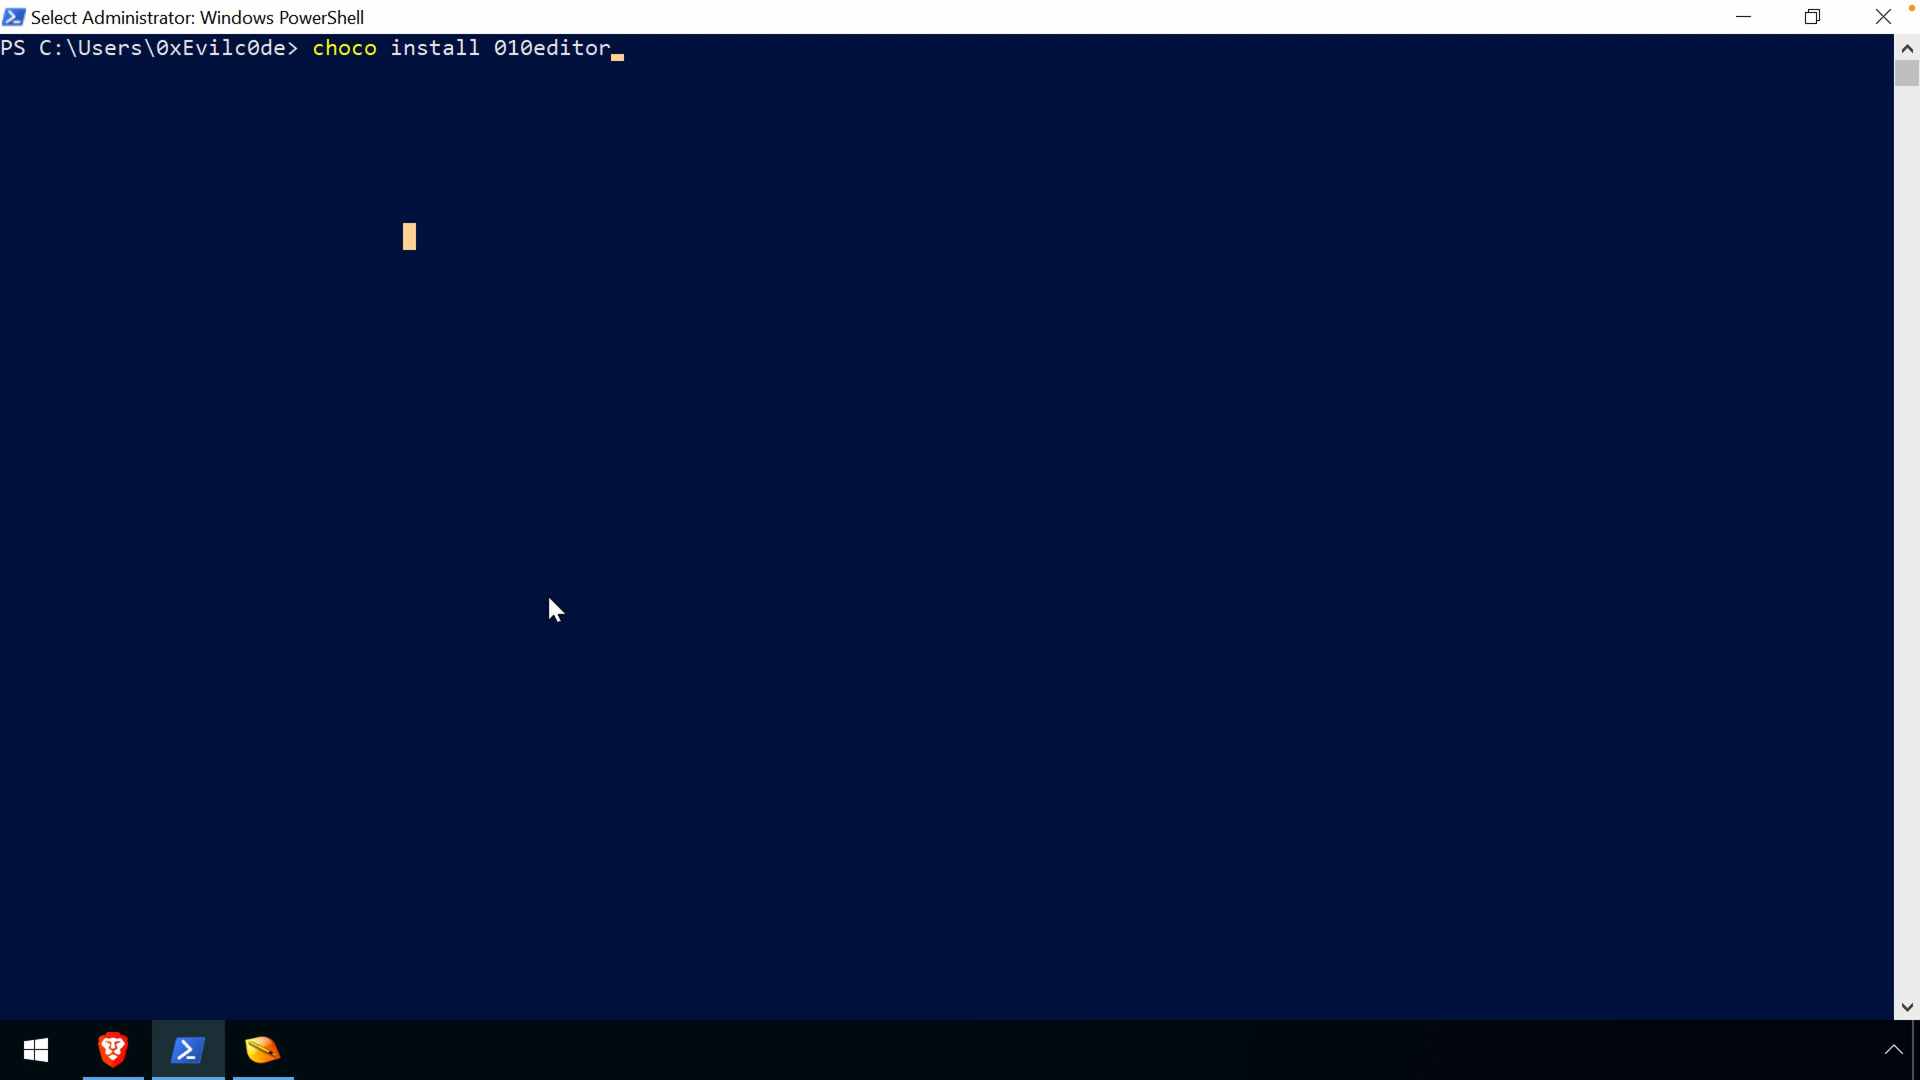 Select Administrator: Windows PowerShell
PS C:\Users\0xEvilc0de> choco install 010editor